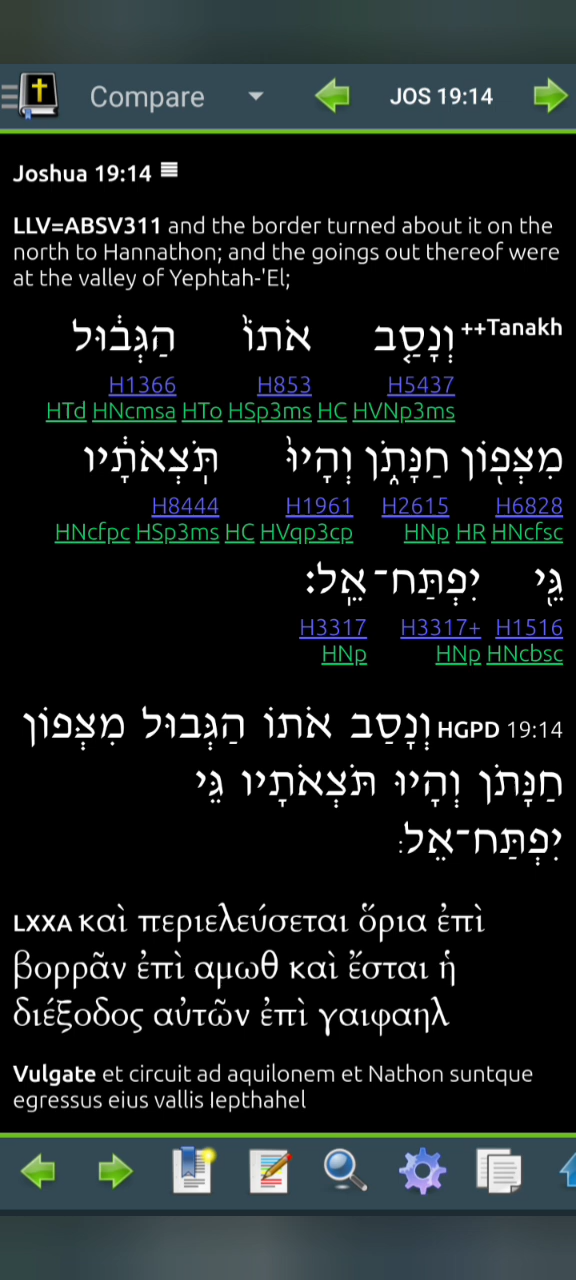 Compare
JOS 19:14
Joshua 19:14
LLV=ABSV311 and the border turned about it on the
north to Hannathon; and the goings out thereof were
at the valley of Yephtah-'El;
++Tanakh וְנָסַ֤ב אֹתוֹ֙ הַגְּב֔וּל
H1366 H853 H5437
HTd HNcmsa HTo HSp3ms HC HVNp3ms
מִצְּפ֖וֹן חַנָּתֹ֑ן וְהָיוּ֙ תֹּֽצְאֹתָ֔יו
H8444 H1961 H2615 H6828
HNcfpc HSp3ms HC HVqp3cp HNp HR HNcfsc
גֵּ֖י יִפְתַּח־אֵֽל׃
H3317 H3317+ H1516
HNp HNp HNcbsc
HGPD 19:14 וְנָסַב אֹתוֹ הַגְּבוּל מִצְּפוֹן
חַנָּתֹן וְהָיוּ תֹּצְאֹתָיו גֵּי
יִפְתַּח־אֵל׃
LXXA καὶ περιελεύσεται ὅρια ἐπὶ
βορρᾶν ἐπὶ αμωθ καὶ ἔσται ἡ
διέξοδος αὐτῶν ἐπὶ γαιφαηλ
Vulgate et circuit ad aquilonem et Nathon suntque
egressus eius vallis Iepthahel